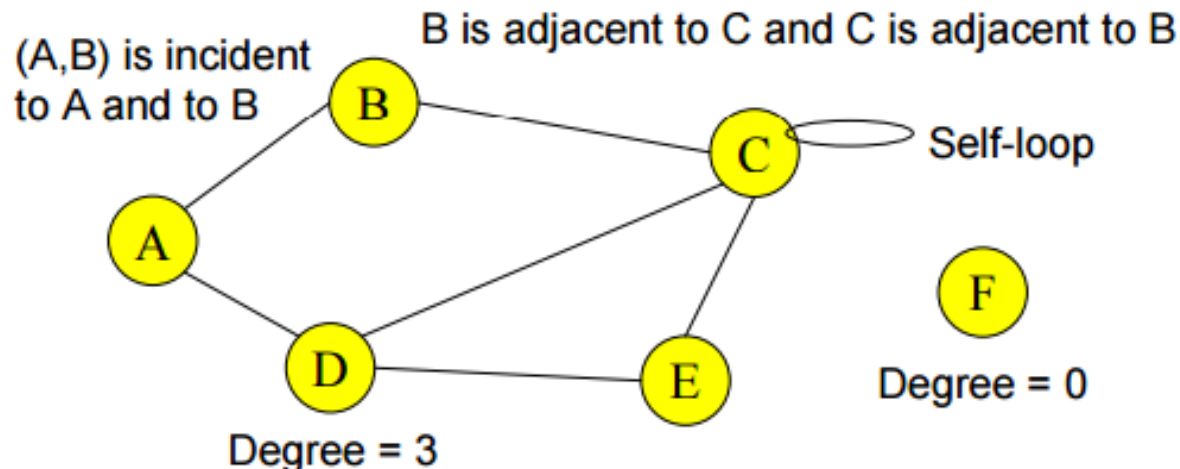 B is adjacent to C and C is adjacent to B
(A,B) is incident
to A and to B
B
C
Self-loop
A
F
D
E
Degree = 0
Degree = 3